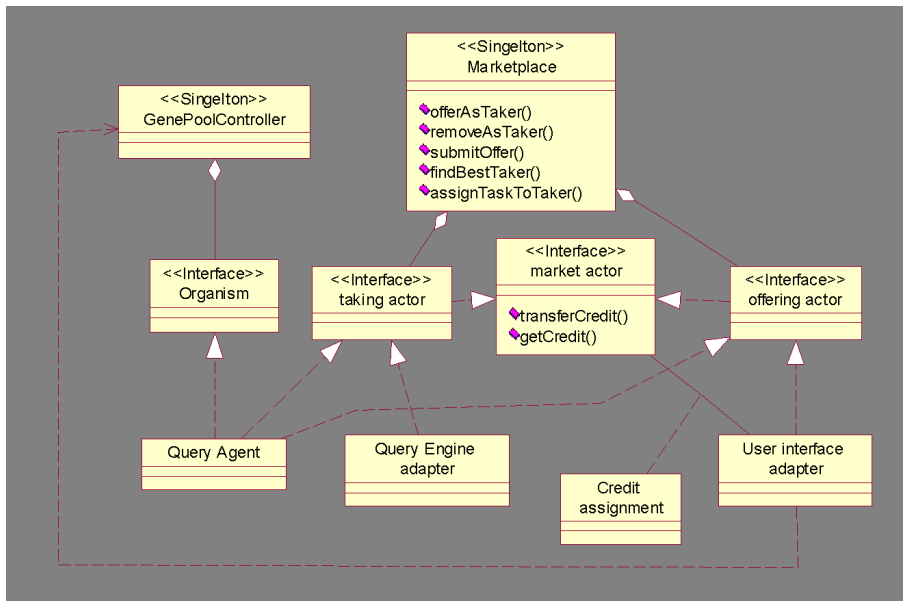 <<Singelton>>
Marketplace
offerAsTaker()
removeAsTaker()
submitOffer()
findBestTaker()
assignTaskToTaker()
<<Singelton>>
GenePoolController
<<Interface>>
Organism
<<Interface>>
taking actor
<<Interface>>
market actor
transferCredit()
getCredit()
<<Interface>>
offering actor
Query Agent
Query Engine
adapter
Credit
assignment
User interface
adapter